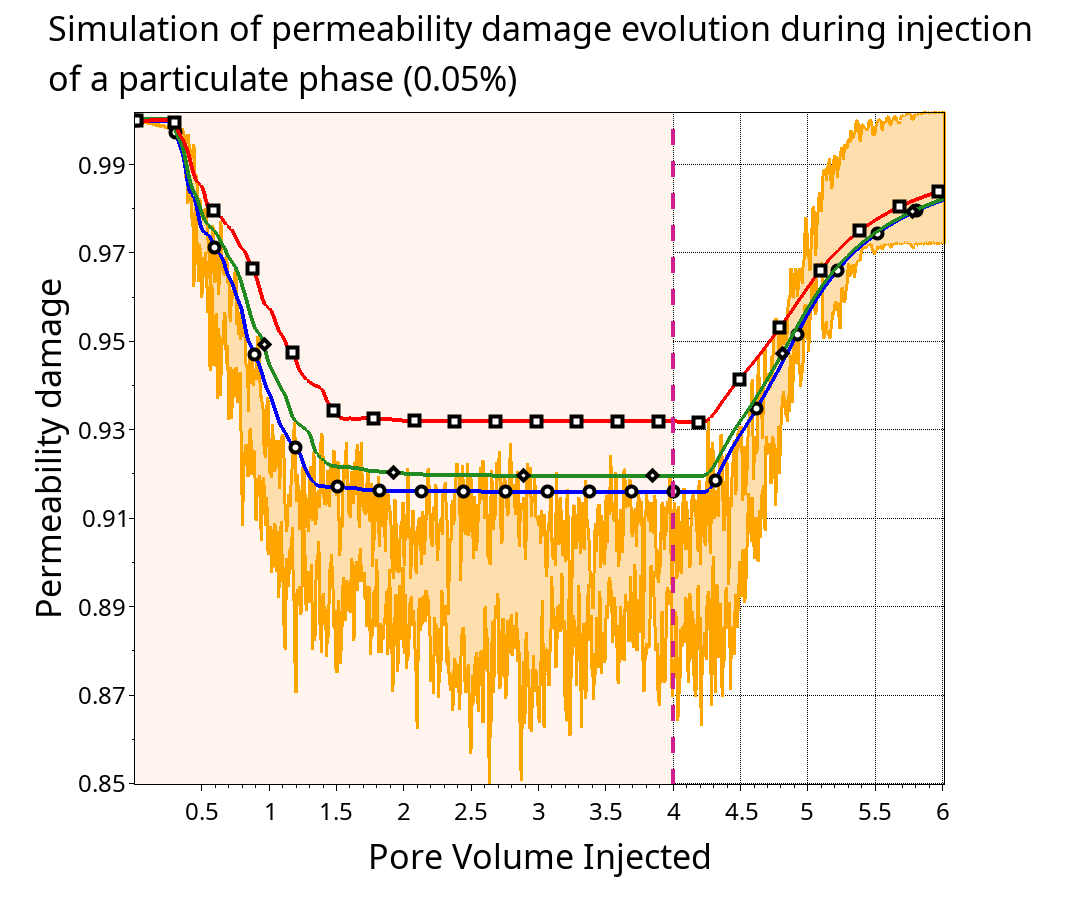 Simulation of permeability damage evolution during injection
of a particulate phase (0.05%)
0.99
0.97
0.95
0.93
0.91
0.89
0.87
0.85
Permeability damage
0.5 1 1.5 2 2.5 3 3.5 4 4.5 5 5.5 6
Pore Volume Injected